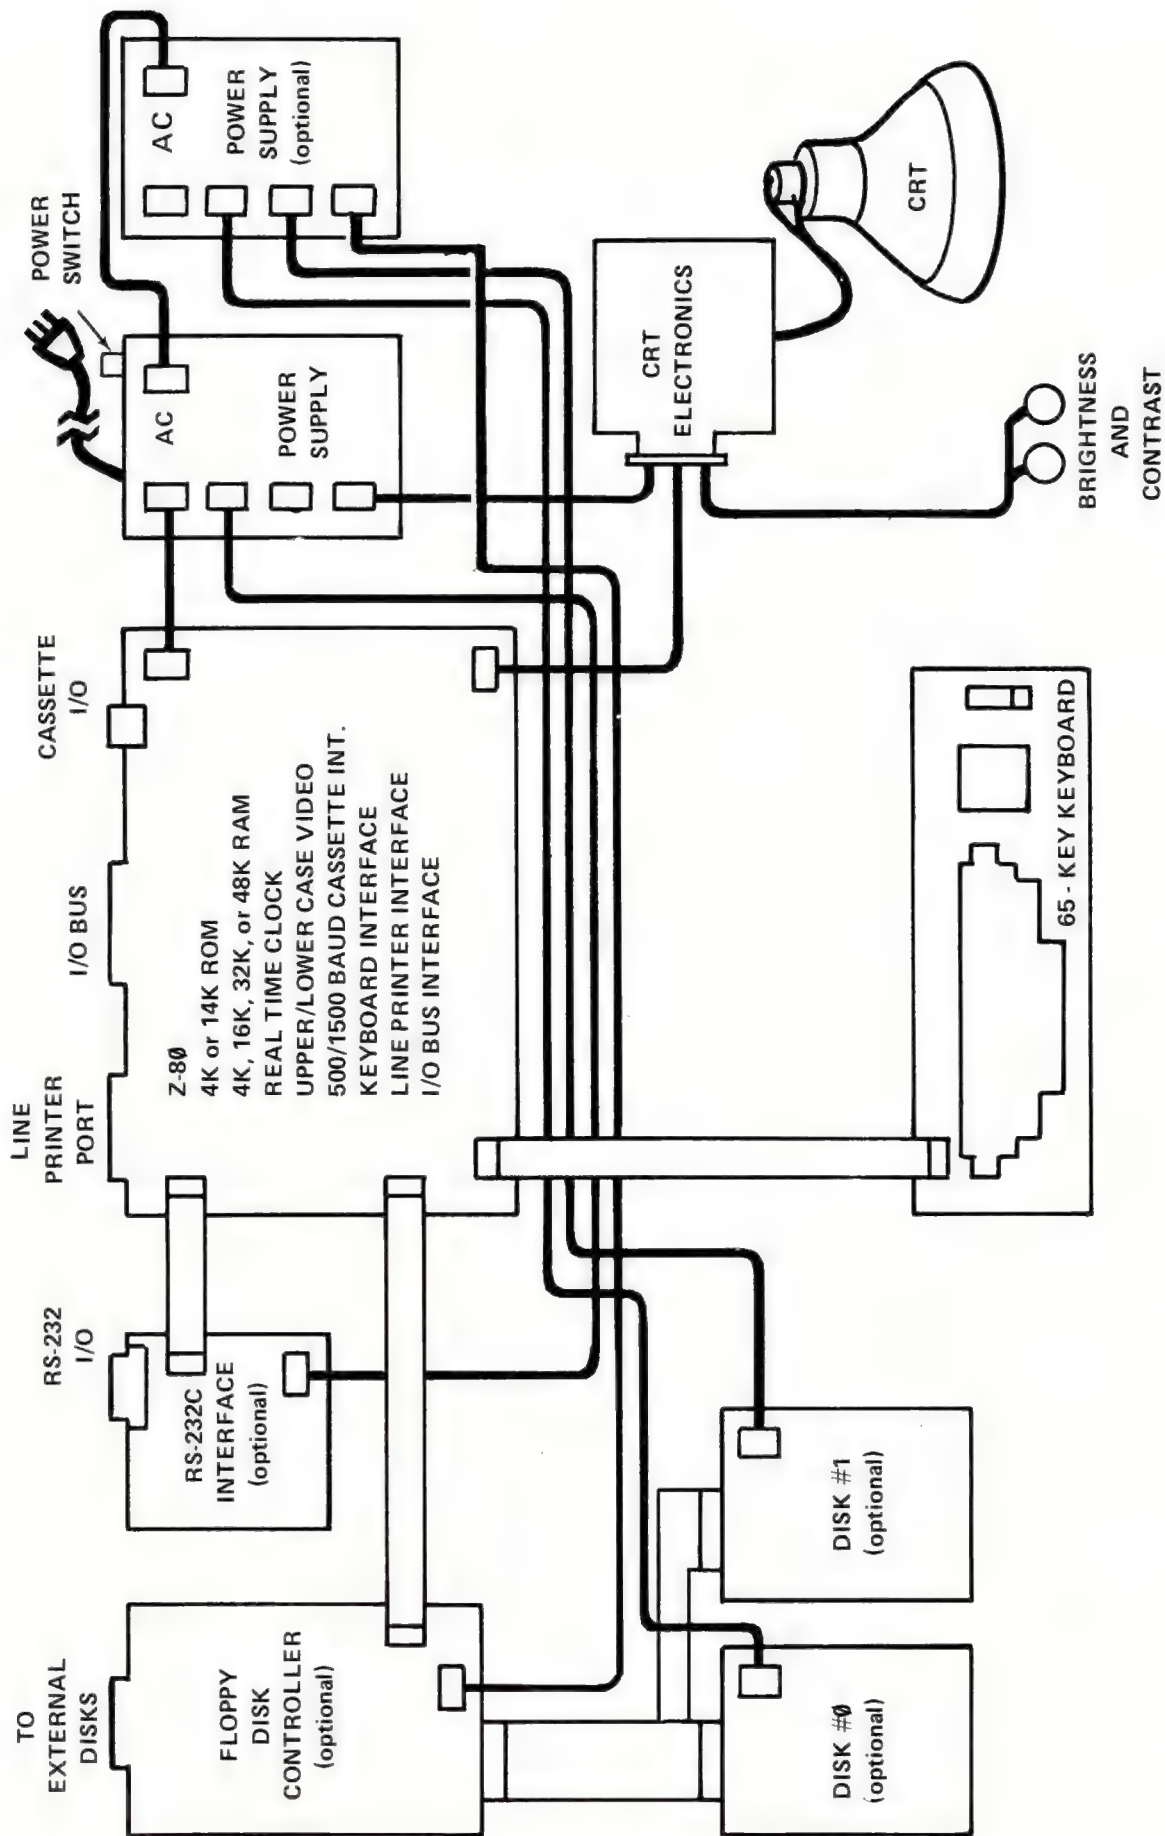 TO
EXTERNAL
DISKS
RS-232
I/O
LINE
PRINTER
PORT
I/O BUS
CASSETTE
I/O
POWER
SWITCH
FLOPPY
DISK
CONTROLLER
(optional)
RS-232C
INTERFACE
(optional)
Z-80
4K or 14K ROM
4K, 16K, 32K, or 48K RAM
REAL TIME CLOCK
UPPER/LOWER CASE VIDEO
500/1500 BAUD CASSETTE INT.
KEYBOARD INTERFACE
LINE PRINTER INTERFACE
I/O BUS INTERFACE
AC
POWER
SUPPLY
AC
POWER
SUPPLY
(optional)
CRT
ELECTRONICS
CRT
DISK #0
(optional)
DISK #1
(optional)
65 - KEY KEYBOARD
BRIGHTNESS
AND
CONTRAST